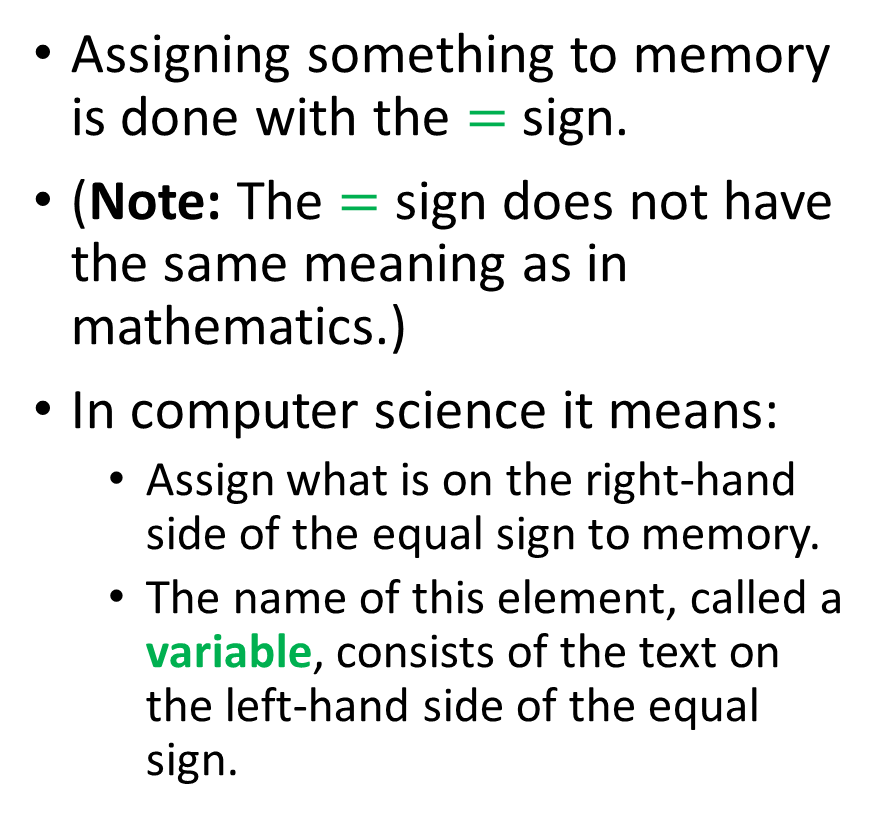 • Assigning something to memory
is done with the = sign.
• (Note: The = sign does not have
the same meaning as in
mathematics.)
• In computer science it means:
• Assign what is on the right-hand
side of the equal sign to memory.
• The name of this element, called a
variable, consists of the text on
the left-hand side of the equal
sign.